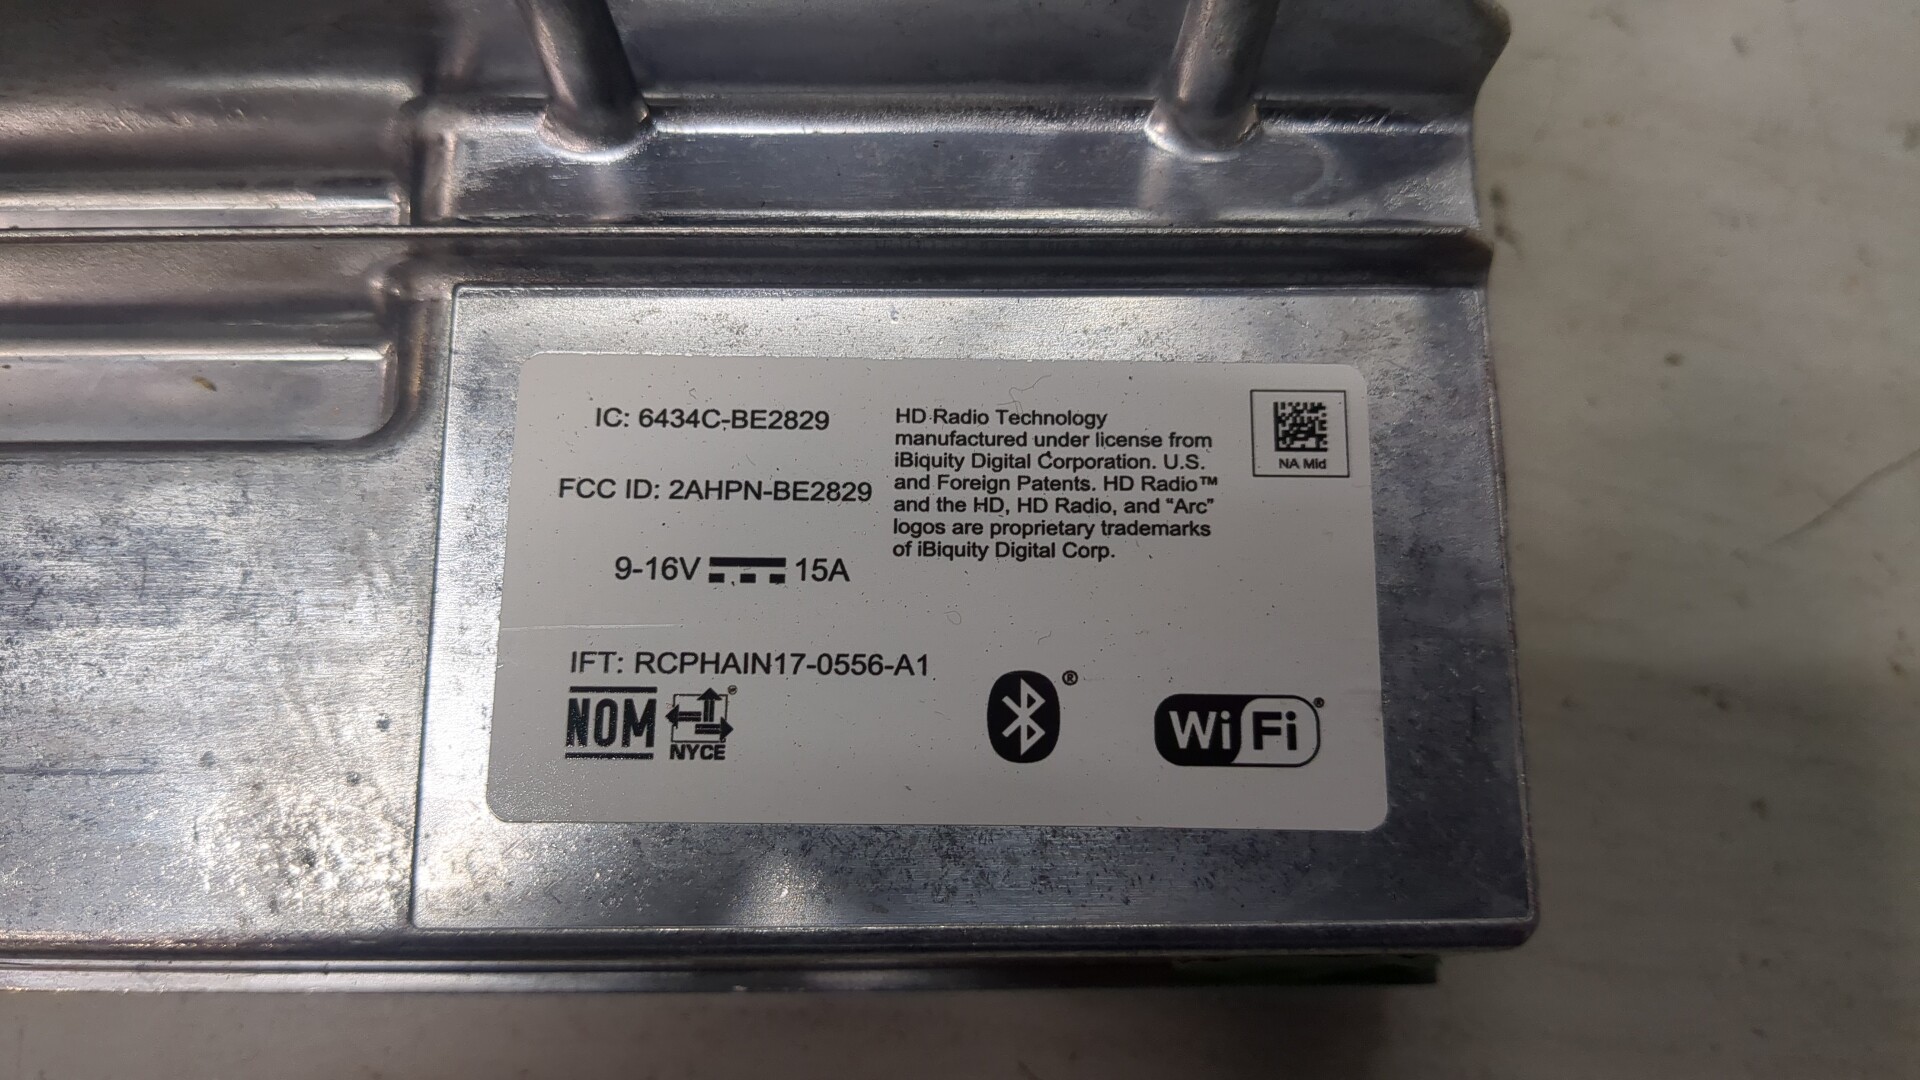 IC: 6434C-BE2829
FCC ID: 2AHPN-BE2829
9-16V 15A
IFT: RCPHAIN17-0556-A1
NOM
NYCE
HD Radio Technology
manufactured under license from
iBiquity Digital Corporation. U.S.
and Foreign Patents. HD Radio™
and the HD, HD Radio, and “Arc”
logos are proprietary trademarks
of iBiquity Digital Corp.
NA Mid
®
Wi Fi ®